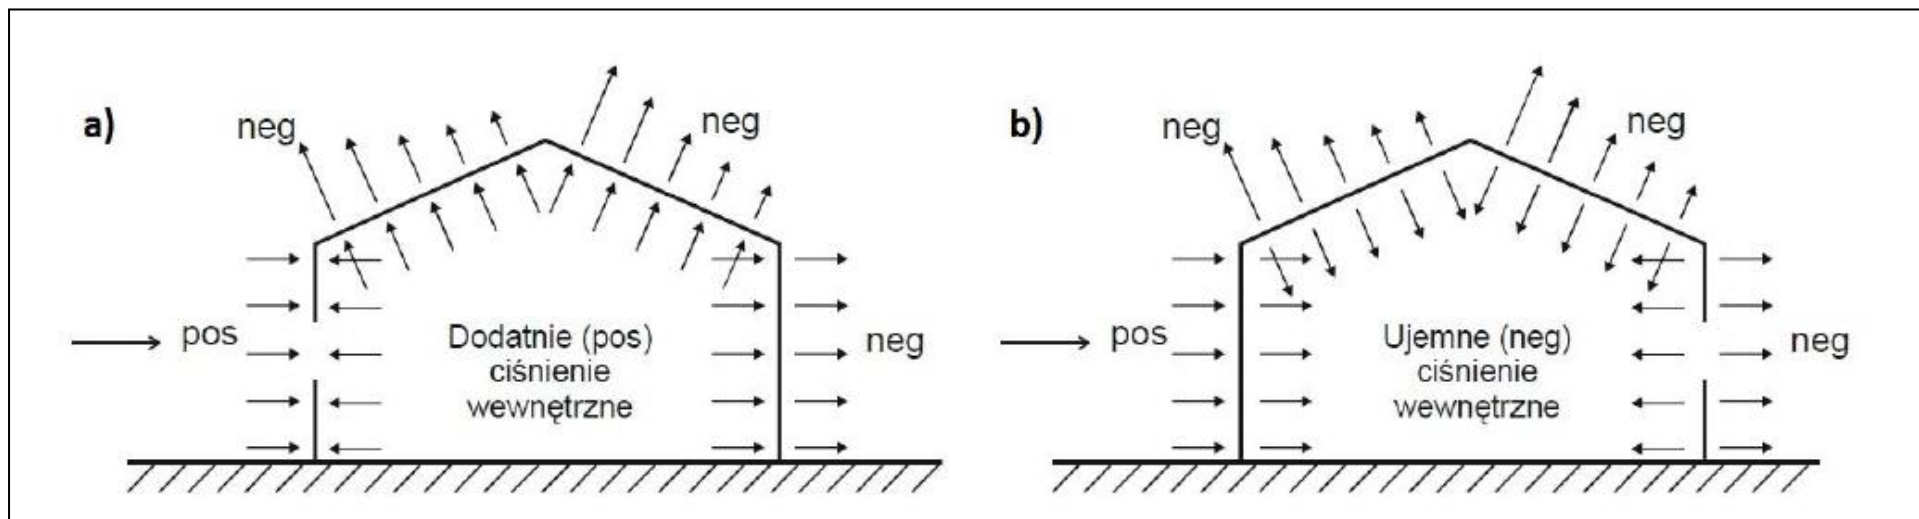 a)
neg
neg
pos
Dodatnie (pos)
ciśnienie
wewnętrzne
neg
b)
neg
neg
pos
Ujemne (neg)
ciśnienie
wewnętrzne
neg